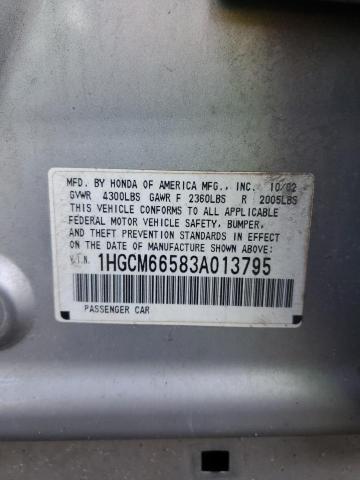 MFD. BY HONDA OF AMERICA MFG., INC. 10/02
GVWR 4300LBS GAWR F 2360LBS R 2005LBS
THIS VEHICLE CONFORMS TO ALL APPLICABLE
FEDERAL MOTOR VEHICLE SAFETY, BUMPER,
AND THEFT PREVENTION STANDARDS IN EFFECT
ON THE DATE OF MANUFACTURE SHOWN ABOVE.
V.I.N. 1HGCM66583A013795
PASSENGER CAR